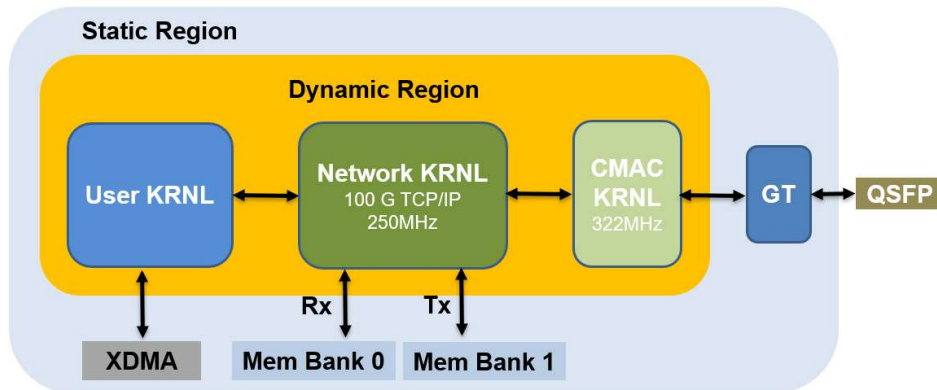 Static Region
Dynamic Region
User KRNL
Network KRNL
100 G TCP/IP
250MHz
CMAC
KRNL
322MHz
GT
QSFP
Rx
Tx
XDMA
Mem Bank 0
Mem Bank 1